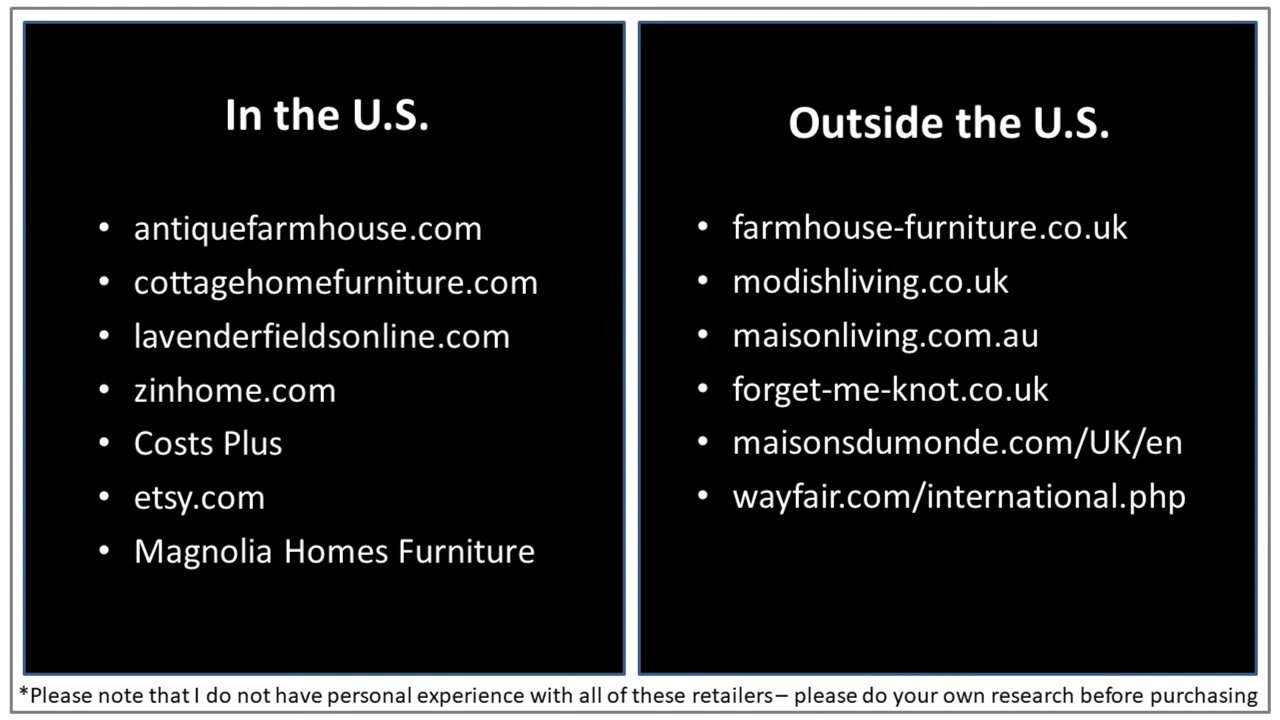 In the U.S.
• antiquefarmhouse.com
• cottagehomefurniture.com
• lavenderfieldsonline.com
• zinhome.com
• Costs Plus
• etsy.com
• Magnolia Homes Furniture
Outside the U.S.
• farmhouse-furniture.co.uk
• modishliving.co.uk
• maisonliving.com.au
• forget-me-knot.co.uk
• maisonsdumonde.com/UK/en
• wayfair.com/international.php
*Please note that I do not have personal experience with all of these retailers – please do your own research before purchasing